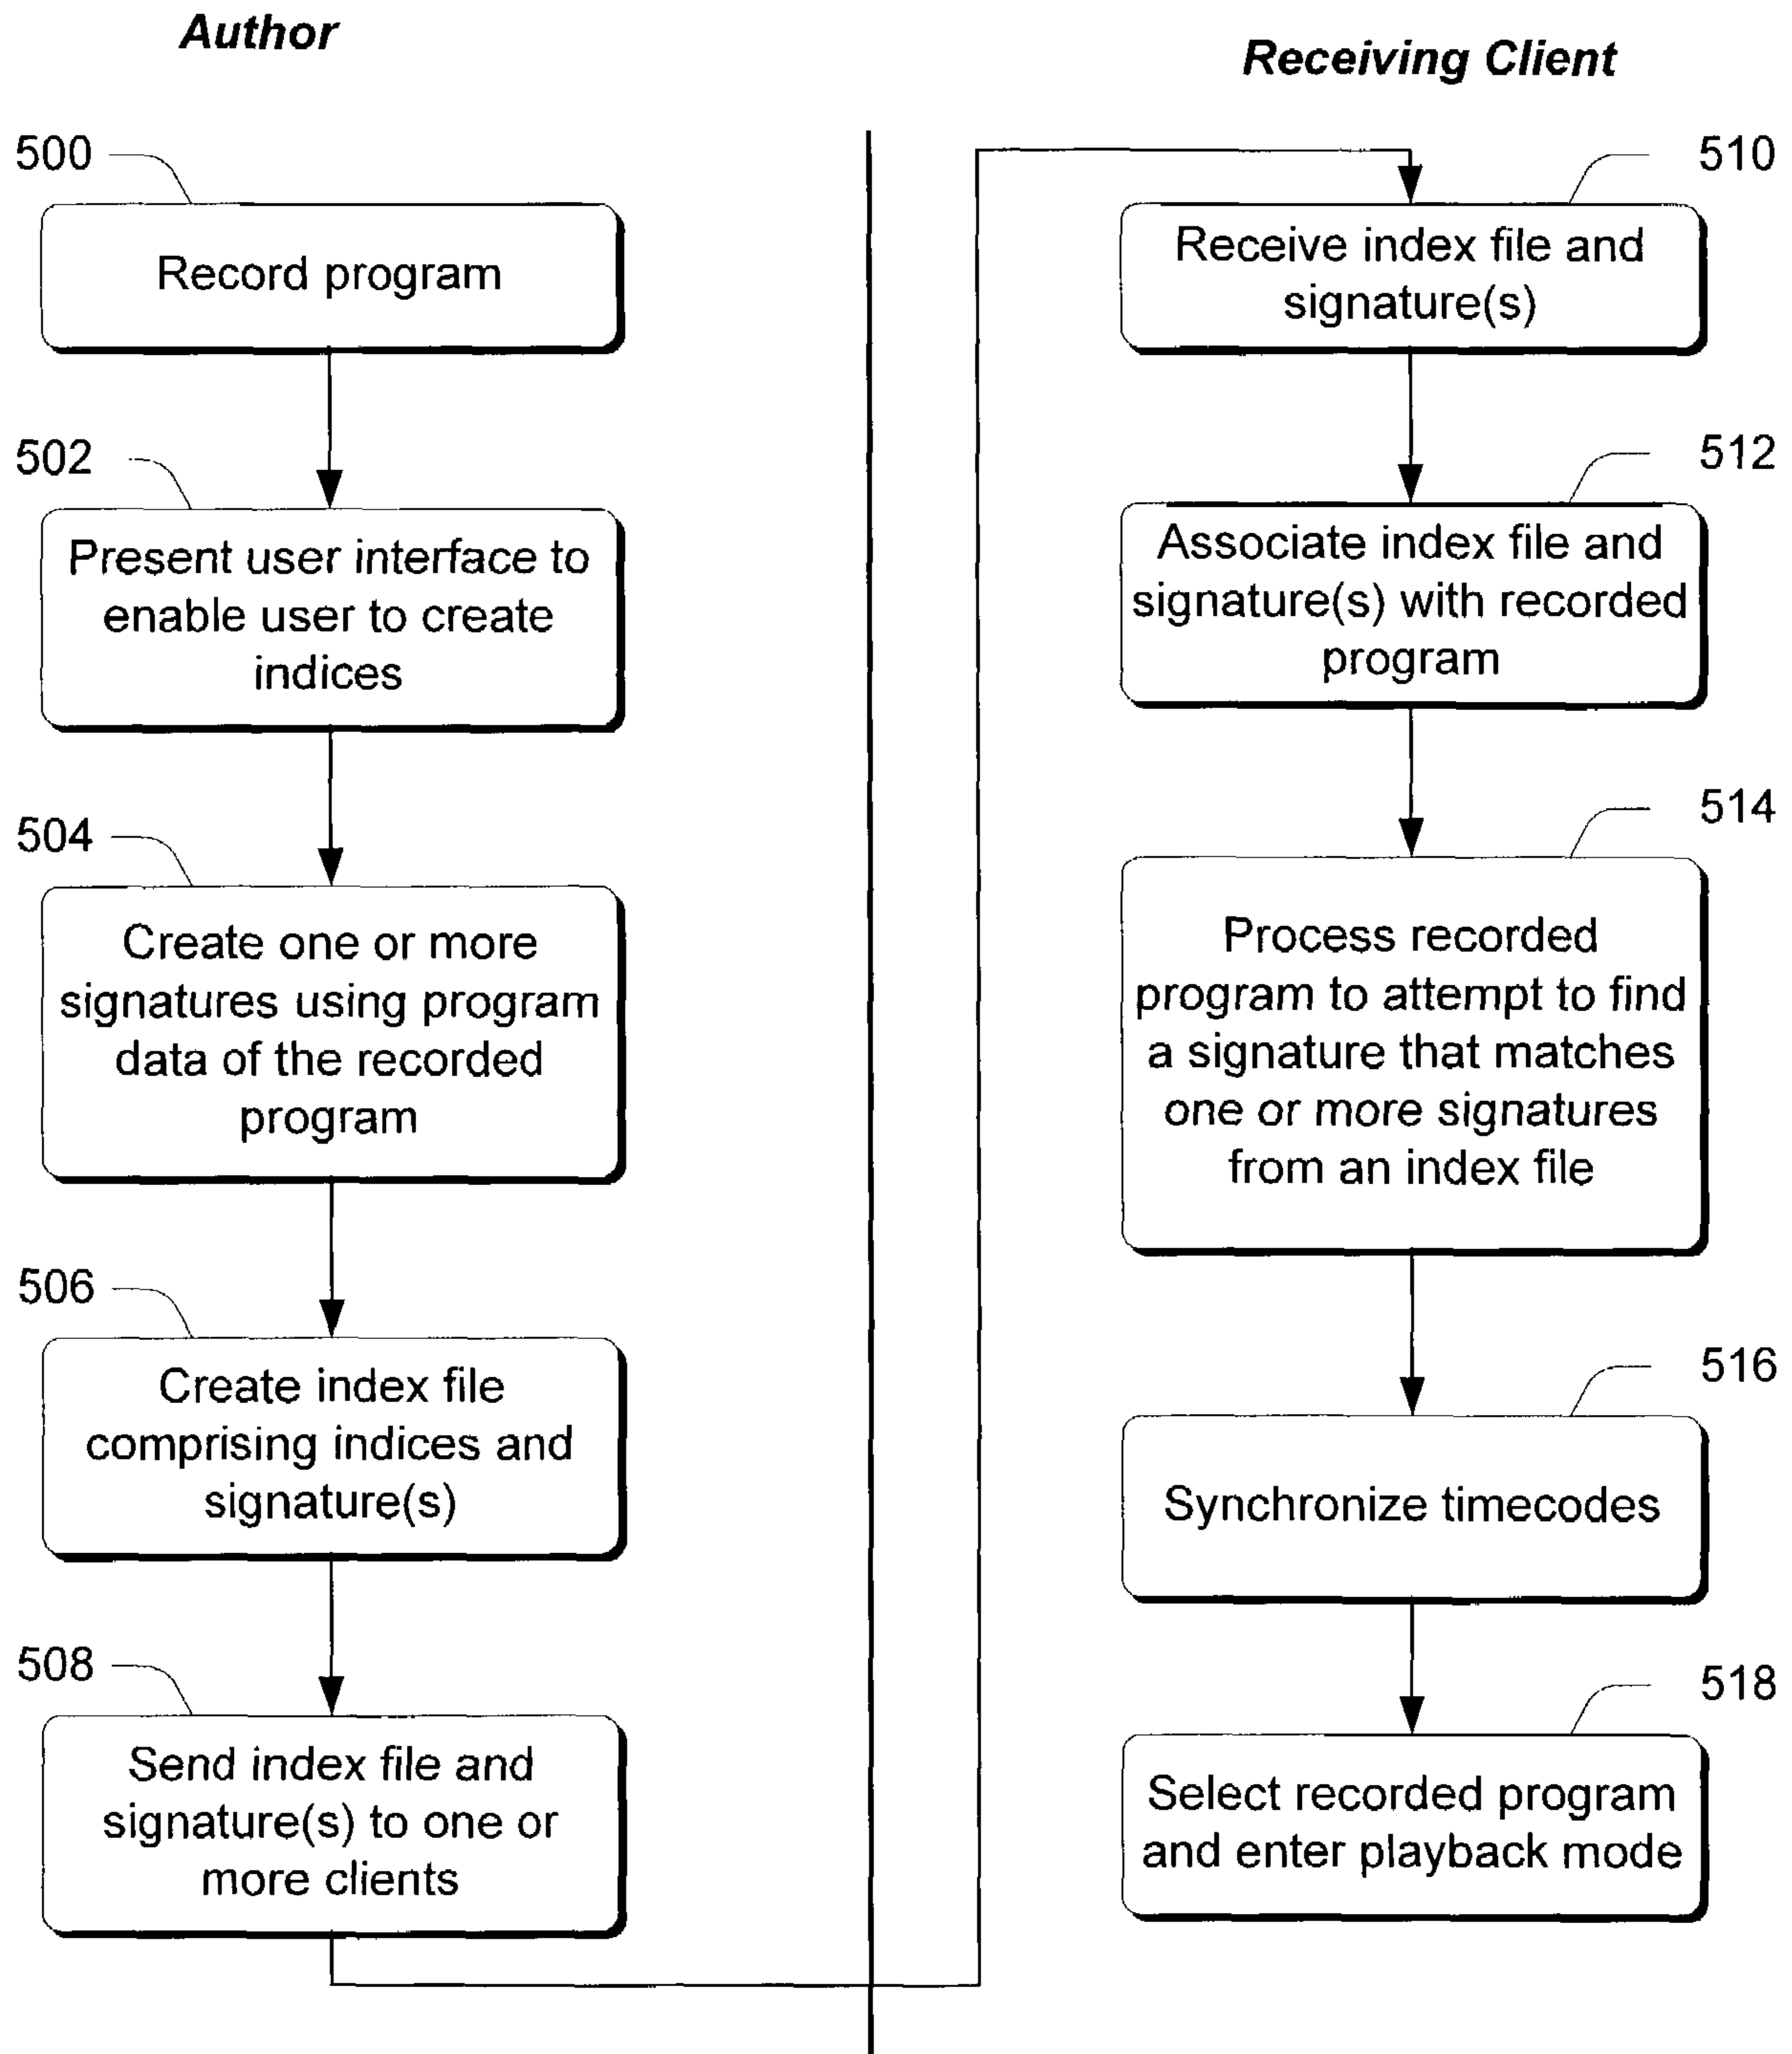 Author
500
Record program
502
Present user interface to
enable user to create
indices
504
Create one or more
signatures using program
data of the recorded
program
506
Create index file
comprising indices and
signature(s)
508
Send index file and
signature(s) to one or
more clients
Receiving Client
510
Receive index file and
signature(s)
512
Associate index file and
signature(s) with recorded
program
514
Process recorded
program to attempt to find
a signature that matches
one or more signatures
from an index file
516
Synchronize timecodes
518
Select recorded program
and enter playback mode